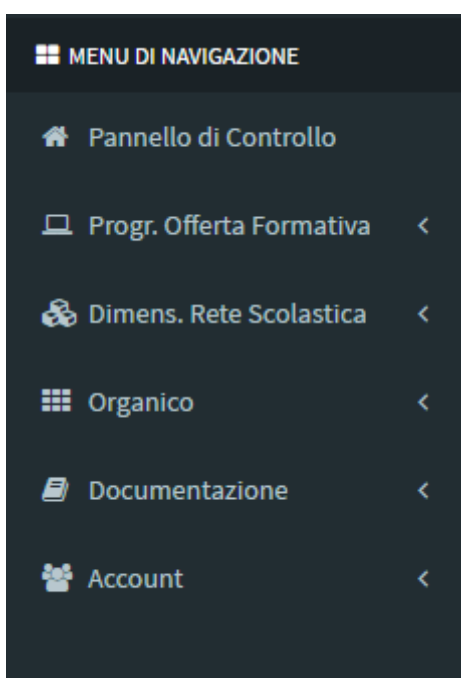 MENU DI NAVIGAZIONE
Pannello di Controllo
Progr. Offerta Formativa
Dimens. Rete Scolastica
Organico
Documentazione
Account